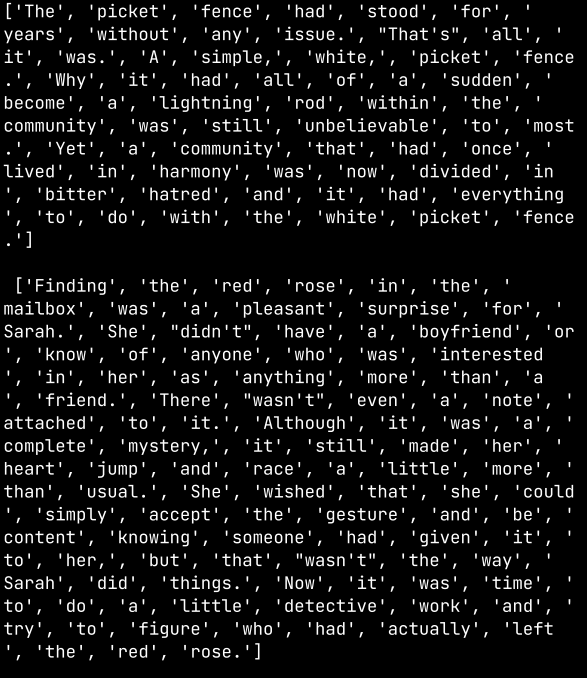 ['The', 'picket', 'fence', 'had', 'stood', 'for', '
years', 'without', 'any', 'issue.', "That's", 'all', '
it', 'was.', 'A', 'simple,', 'white,', 'picket', 'fence
.', 'Why', 'it', 'had', 'all', 'of', 'a', 'sudden', '
become', 'a', 'lightning', 'rod', 'within', 'the', '
community', 'was', 'still', 'unbelievable', 'to', 'most
.', 'Yet', 'a', 'community', 'that', 'had', 'once', '
lived', 'in', 'harmony', 'was', 'now', 'divided', 'in
', 'bitter', 'hatred', 'and', 'it', 'had', 'everything
', 'to', 'do', 'with', 'the', 'white', 'picket', 'fence
.']

['Finding', 'the', 'red', 'rose', 'in', 'the', '
mailbox', 'was', 'a', 'pleasant', 'surprise', 'for', '
Sarah.', 'She', "didn't", 'have', 'a', 'boyfriend', 'or
', 'know', 'of', 'anyone', 'who', 'was', 'interested
', 'in', 'her', 'as', 'anything', 'more', 'than', 'a
', 'friend.', 'There', "wasn't", 'even', 'a', 'note', '
attached', 'to', 'it.', 'Although', 'it', 'was', 'a', '
complete', 'mystery,', 'it', 'still', 'made', 'her', '
heart', 'jump', 'and', 'race', 'a', 'little', 'more', '
than', 'usual.', 'She', 'wished', 'that', 'she', 'could
', 'simply', 'accept', 'the', 'gesture', 'and', 'be', '
content', 'knowing', 'someone', 'had', 'given', 'it', '
to', 'her,', 'but', 'that', "wasn't", 'the', 'way', '
Sarah', 'did', 'things.', 'Now', 'it', 'was', 'time', '
to', 'do', 'a', 'little', 'detective', 'work', 'and', '
try', 'to', 'figure', 'who', 'had', 'actually', 'left
', 'the', 'red', 'rose.']